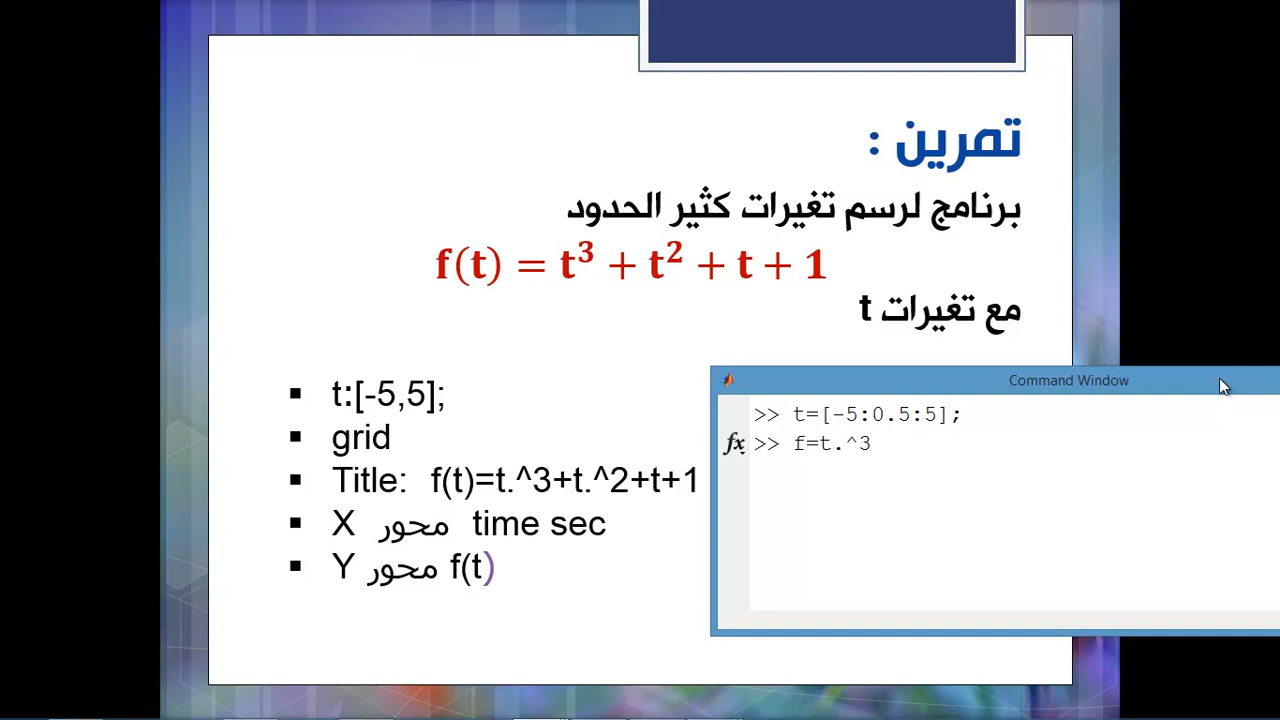 تمرين :
برنامج لرسم تغيرات كثير الحدود
f(t) = t³ + t² + t + 1
مع تغيرات t
▪ t:[-5,5];
▪ grid
▪ Title: f(t)=t.^3+t.^2+t+1
▪ X محور time sec
▪ Y محور f(t)
Command Window
>> t=[-5:0.5:5];
fx >> f=t.^3